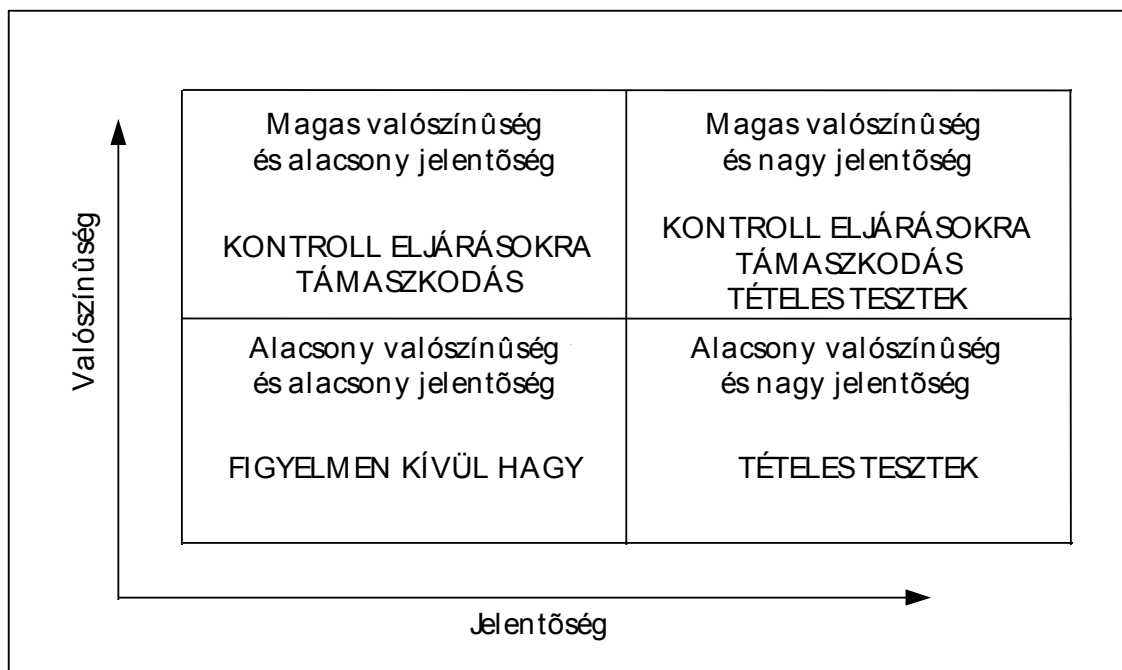 Magas valószínûség
és alacsony jelentõség
KONTROLL ELJÁRÁSOKRA
TÁMASZKODÁS
Magas valószínûség
és nagy jelentõség
KONTROLL ELJÁRÁSOKRA
TÁMASZKODÁS
TÉTELES TESZTEK
Alacsony valószínûség
és alacsony jelentõség
FIGYELMEN KÍVÜL HAGY
Alacsony valószínûség
és nagy jelentõség
TÉTELES TESZTEK
Valószínûség
Jelentõség